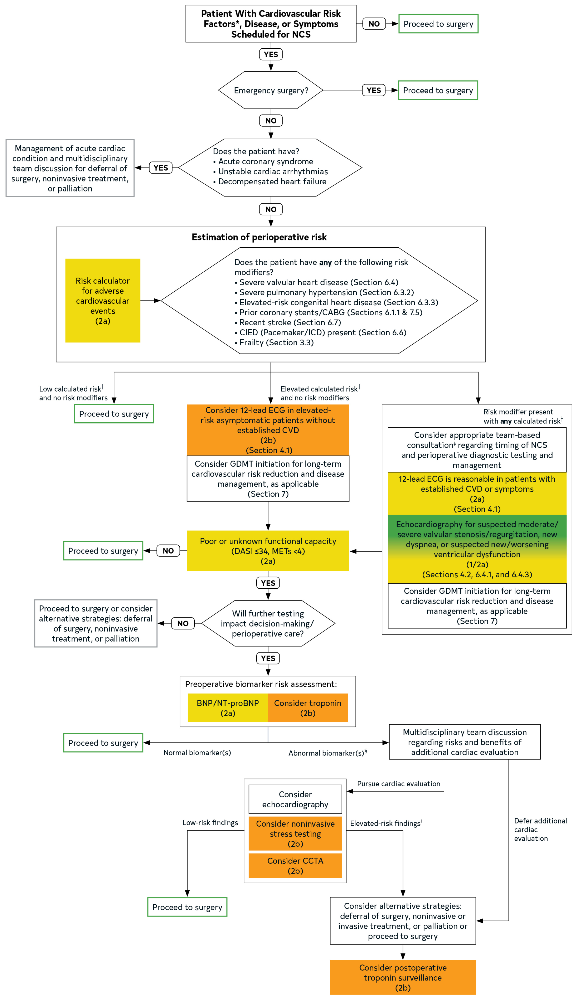 Patient With Cardiovascular Risk
Factors*, Disease, or Symptoms
Scheduled for NCS
NO
Proceed to surgery
YES
Emergency surgery?
YES
Proceed to surgery
NO
Does the patient have?
• Acute coronary syndrome
• Unstable cardiac arrhythmias
• Decompensated heart failure
YES
Management of acute cardiac
condition and multidisciplinary
team discussion for deferral of
surgery, noninvasive treatment,
or palliation
NO
Estimation of perioperative risk
Risk calculator
for adverse
cardiovascular
events
(2a)
Does the patient have any of the following risk
modifiers?
• Severe valvular heart disease (Section 6.4)
• Severe pulmonary hypertension (Section 6.3.2)
• Elevated-risk congenital heart disease (Section 6.3.3)
• Prior coronary stents/CABG (Sections 6.1.1 & 7.5)
• Recent stroke (Section 6.7)
• CIED (Pacemaker/ICD) present (Section 6.6)
• Frailty (Section 3.3)
Low calculated risk†
and no risk modifiers
Proceed to surgery
Elevated calculated risk†
and no risk modifiers
Consider 12-lead ECG in elevated-
risk asymptomatic patients without
established CVD
(2b)
(Section 4.1)
Consider GDMT initiation for long-term
cardiovascular risk reduction and disease
management, as applicable
(Section 7)
Risk modifier present
with any calculated risk†
Consider appropriate team-based
consultation‡ regarding timing of NCS
and perioperative diagnostic testing and
management
12-lead ECG is reasonable in patients with
established CVD or symptoms
(2a)
(Section 4.1)
Echocardiography for suspected moderate/
severe valvular stenosis/regurgitation, new
dyspnea, or suspected new/worsening
ventricular dysfunction
(1/2a)
(Sections 4.2, 6.4.1, and 6.4.3)
Consider GDMT initiation for long-term
cardiovascular risk reduction and disease
management, as applicable
(Section 7)
Poor or unknown functional capacity
(DASI ≤34, METs <4)
(2a)
NO
Proceed to surgery
YES
Will further testing
impact decision-making/
perioperative care?
NO
Proceed to surgery or consider
alternative strategies: deferral
of surgery, noninvasive
treatment, or palliation
YES
Preoperative biomarker risk assessment:
BNP/NT-proBNP
(2a)
Consider troponin
(2b)
Proceed to surgery
Normal biomarker(s)
Abnormal biomarker(s)§
Multidisciplinary team discussion
regarding risks and benefits of
additional cardiac evaluation
Pursue cardiac evaluation
Consider
echocardiography
Consider noninvasive
stress testing
(2b)
Consider CCTA
(2b)
Low-risk findings
Elevated-risk findings‖
Defer additional
cardiac
evaluation
Proceed to surgery
Consider alternative strategies:
deferral of surgery, noninvasive or
invasive treatment, or palliation or
proceed to surgery
Consider postoperative
troponin surveillance
(2b)